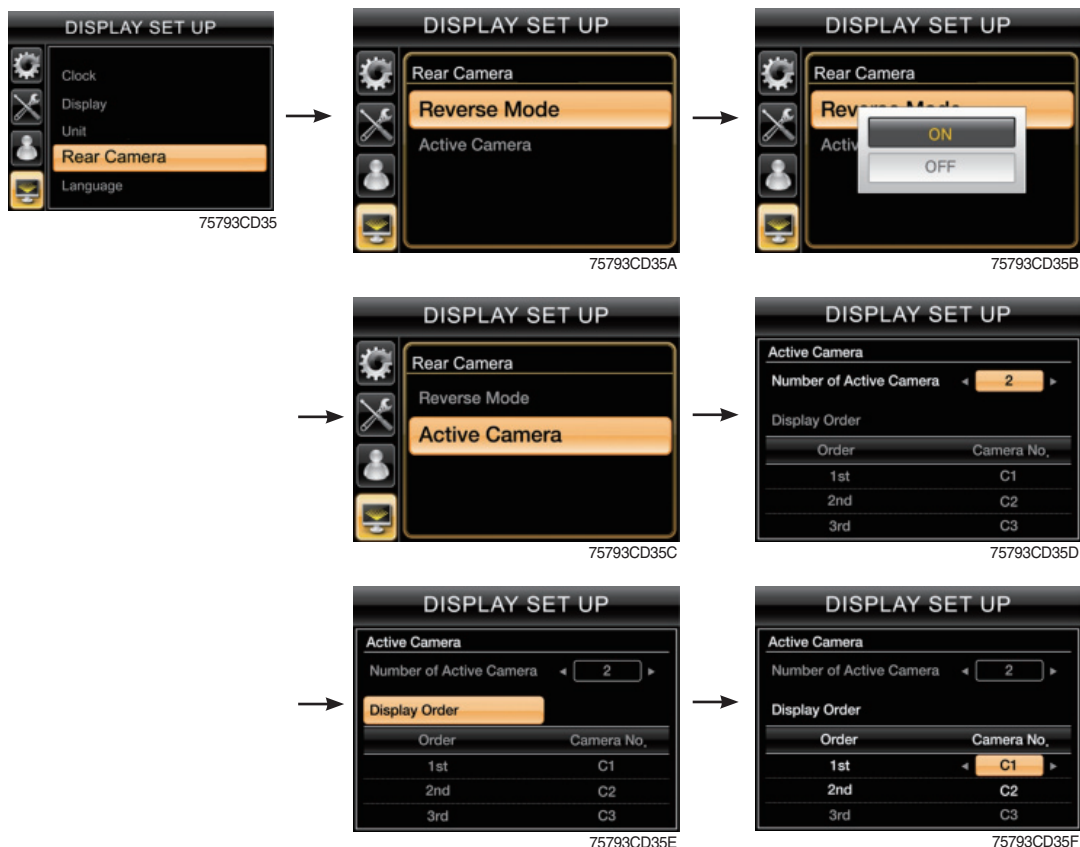 DISPLAY SET UP
Clock
Display
Unit
Rear Camera
Language
75793CD35
DISPLAY SET UP
Rear Camera
Reverse Mode
Active Camera
75793CD35A
DISPLAY SET UP
Rear Camera
Rev
Activ
ON
OFF
75793CD35B
DISPLAY SET UP
Rear Camera
Reverse Mode
Active Camera
75793CD35C
DISPLAY SET UP
Active Camera
Number of Active Camera 2
Display Order
Order Camera No.
1st C1
2nd C2
3rd C3
75793CD35D
DISPLAY SET UP
Active Camera
Number of Active Camera 2
Display Order
Order Camera No.
1st C1
2nd C2
3rd C3
75793CD35E
DISPLAY SET UP
Active Camera
Number of Active Camera 2
Display Order
Order Camera No.
1st C1
2nd C2
3rd C3
75793CD35F